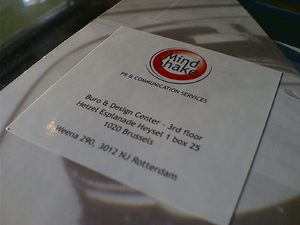 Mind
Shake
PR & COMMUNICATION SERVICES
Buro & Design Center - 3rd floor
Heizel Esplanade Heysel 1 box 25
1020 Brussels
Weena 290, 3012 NJ Rotterdam